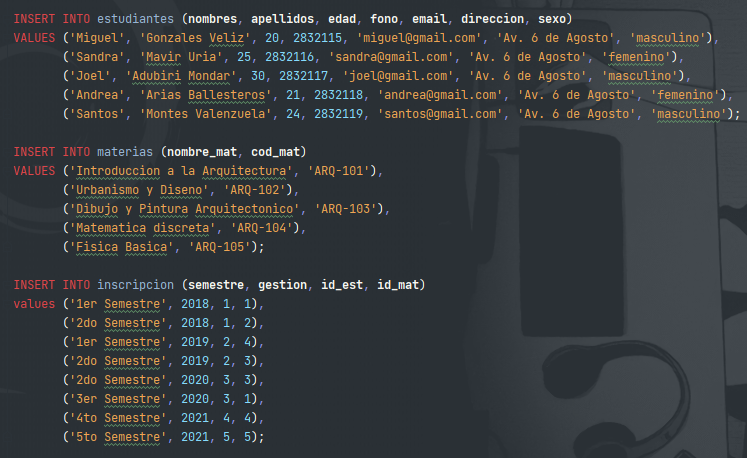 INSERT INTO estudiantes (nombres, apellidos, edad, fono, email, direccion, sexo)
VALUES ('Miguel', 'Gonzales Veliz', 20, 2832115, 'miguel@gmail.com', 'Av. 6 de Agosto', 'masculino'),
('Sandra', 'Mavir Uria', 25, 2832116, 'sandra@gmail.com', 'Av. 6 de Agosto', 'femenino'),
('Joel', 'Adubiri Mondar', 30, 2832117, 'joel@gmail.com', 'Av. 6 de Agosto', 'masculino'),
('Andrea', 'Arias Ballesteros', 21, 2832118, 'andrea@gmail.com', 'Av. 6 de Agosto', 'femenino'),
('Santos', 'Montes Valenzuela', 24, 2832119, 'santos@gmail.com', 'Av. 6 de Agosto', 'masculino');
INSERT INTO materias (nombre_mat, cod_mat)
VALUES ('Introduccion a la Arquitectura', 'ARQ-101'),
('Urbanismo y Diseno', 'ARQ-102'),
('Dibujo y Pintura Arquitectonico', 'ARQ-103'),
('Matematica discreta', 'ARQ-104'),
('Fisica Basica', 'ARQ-105');
INSERT INTO inscripcion (semestre, gestion, id_est, id_mat)
values ('1er Semestre', 2018, 1, 1),
('2do Semestre', 2018, 1, 2),
('1er Semestre', 2019, 2, 4),
('2do Semestre', 2019, 2, 3),
('2do Semestre', 2020, 3, 3),
('3er Semestre', 2020, 3, 1),
('4to Semestre', 2021, 4, 4),
('5to Semestre', 2021, 5, 5);